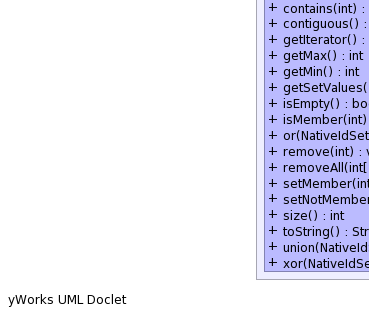 + contains(int) :
+ contiguous() :
+ getIterator() :
+ getMax() : int
+ getMin() : int
+ getSetValues(
+ isEmpty() : bo
+ isMember(int)
+ or(NativeIdSet
+ remove(int) : v
+ removeAll(int[
+ setMember(int
+ setNotMember
+ size() : int
+ toString() : Str
+ union(NativeIdS
+ xor(NativeIdSe
yWorks UML Doclet